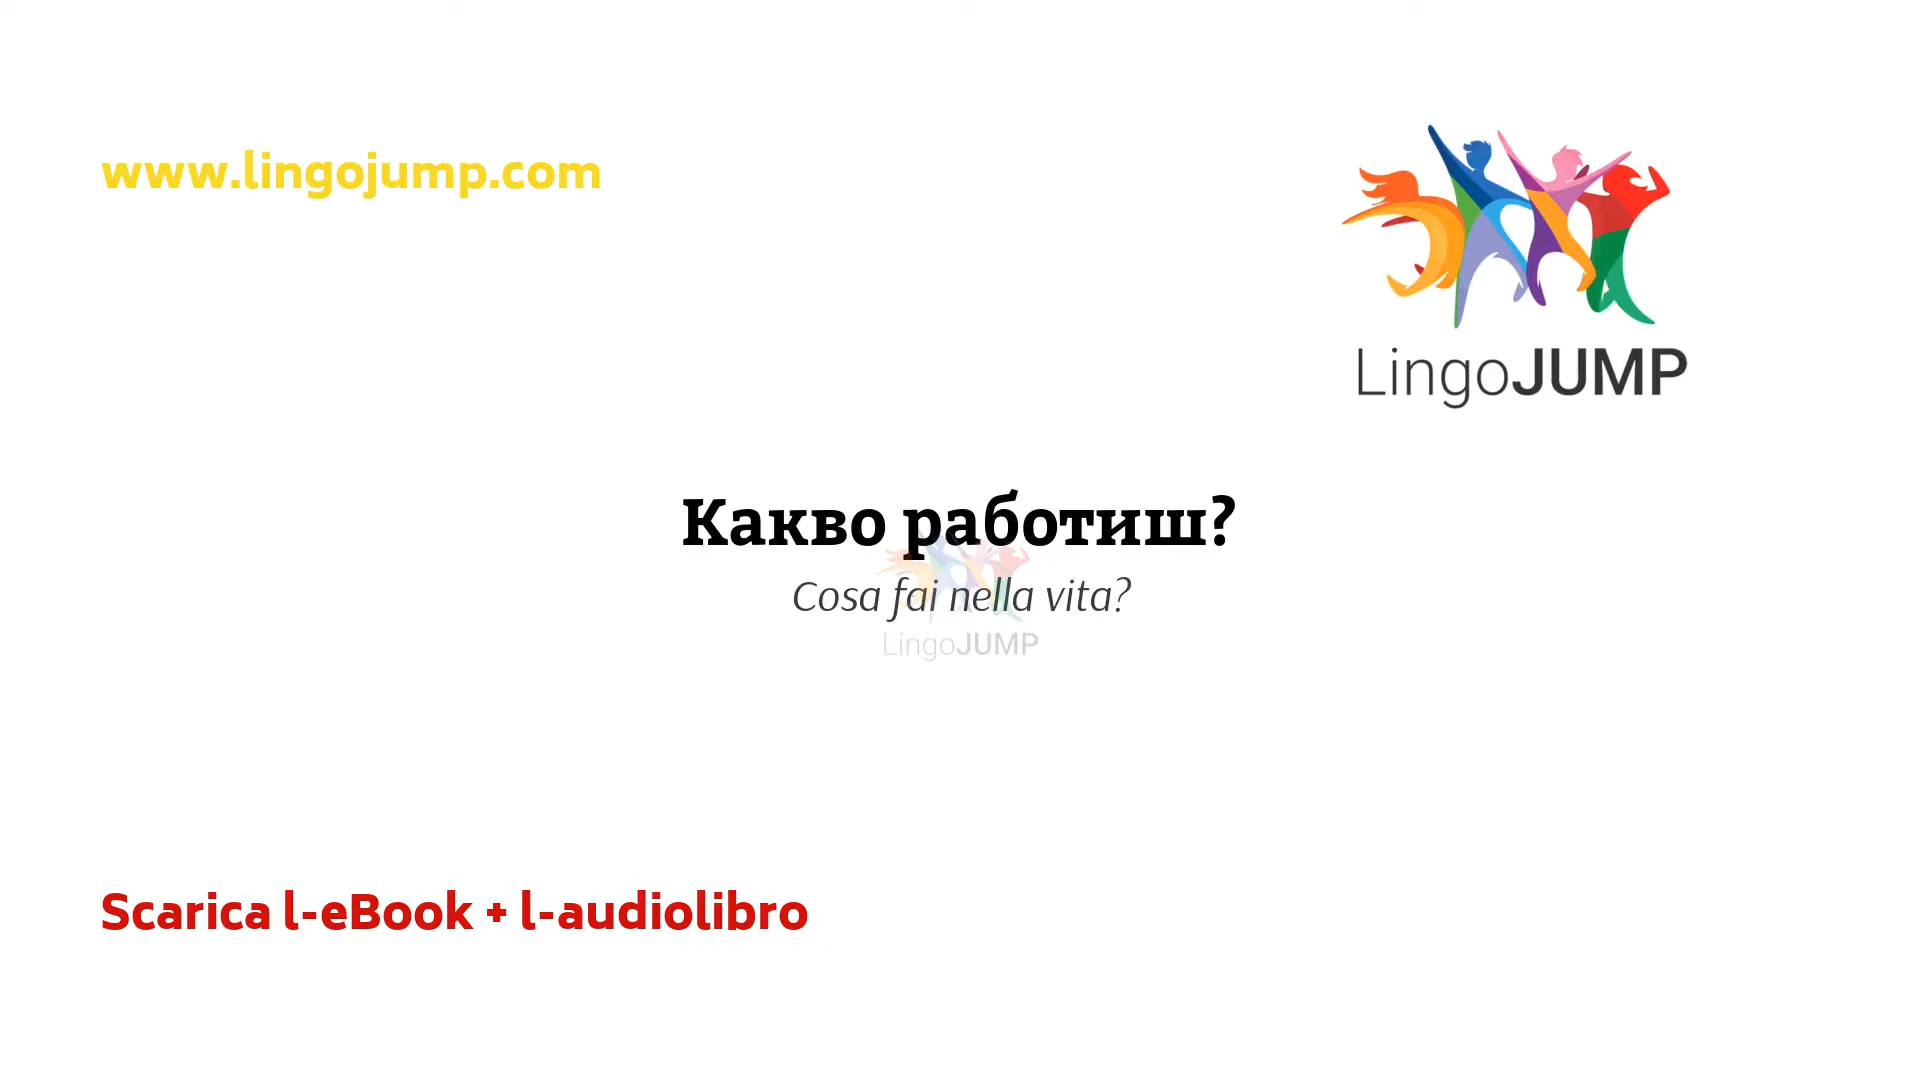 www.lingojump.com
LingoJUMP
Какво работиш?
Cosa fai nella vita?
LingoJUMP
Scarica l-eBook + l-audiolibro